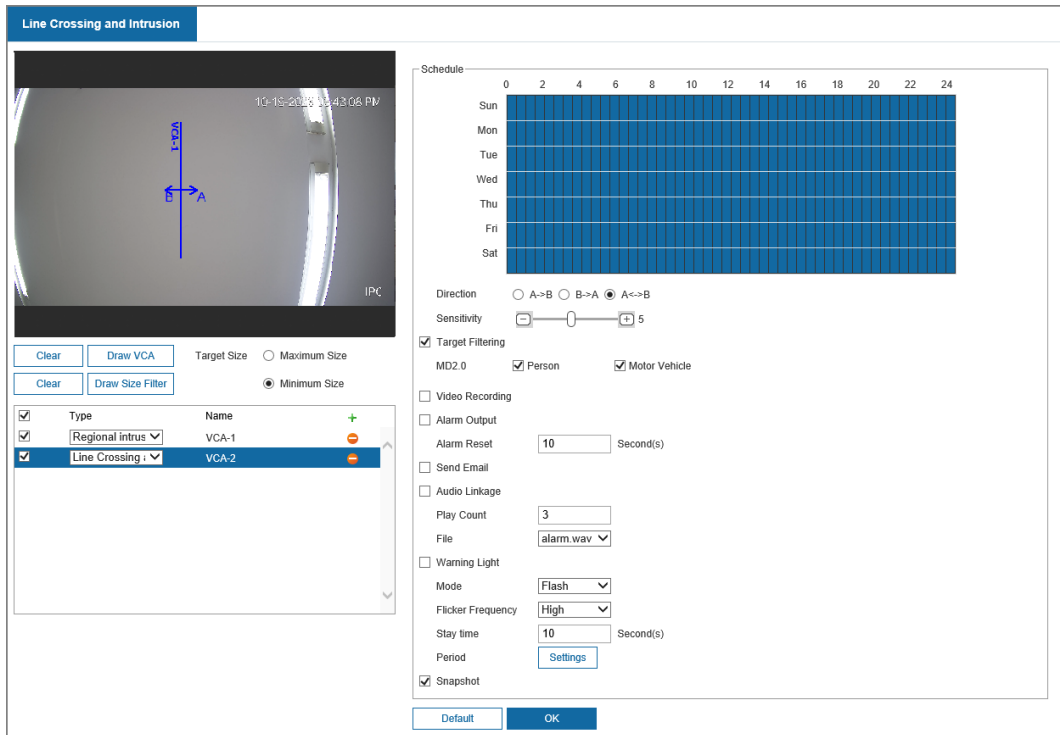 Line Crossing and Intrusion
VCA-1
B A
IPC
Clear Draw VCA Target Size Maximum Size
Clear Draw Size Filter Minimum Size
Type Name +
Regional intrus VCA-1
Line Crossing VCA-2
Schedule
0 2 4 6 8 10 12 14 16 18 20 22 24
Sun
Mon
Tue
Wed
Thu
Fri
Sat
Direction A->B B->A A<->B
Sensitivity - + 5
Target Filtering
MD2.0 Person Motor Vehicle
Video Recording
Alarm Output
Alarm Reset 10 Second(s)
Send Email
Audio Linkage
Play Count 3
File alarm.wav
Warning Light
Mode Flash
Flicker Frequency High
Stay time 10 Second(s)
Period Settings
Snapshot
Default OK